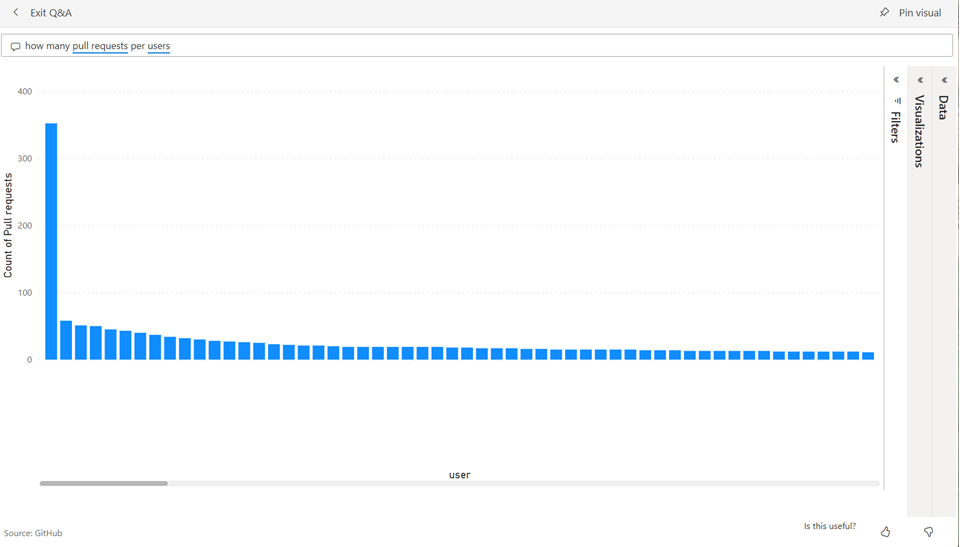 Exit Q&A
Pin visual
how many pull requests per users
400
300
200
100
0
Count of Pull requests
user
Filters
Visualizations
Data
Source: GitHub
Is this useful?